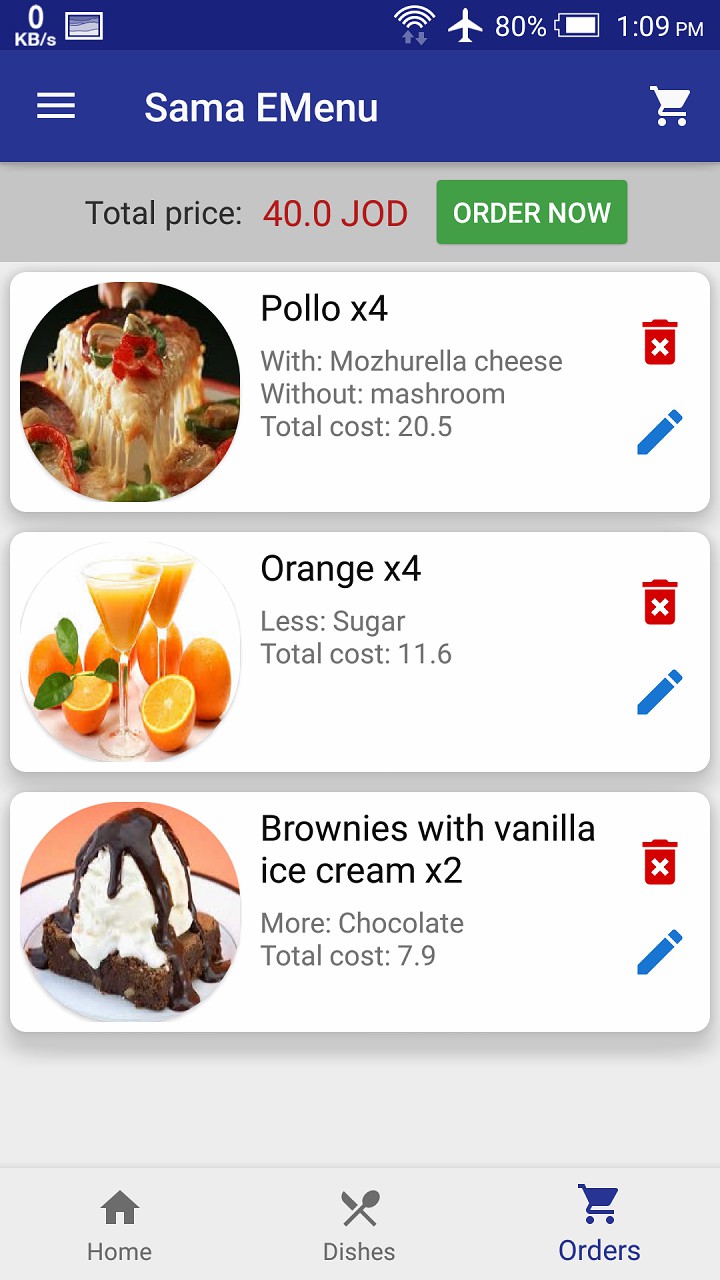 0
KB/s
80%
1:09 PM
Sama EMenu
Total price: 40.0 JOD
ORDER NOW
Pollo x4
With: Mozhurella cheese
Without: mashroom
Total cost: 20.5
Orange x4
Less: Sugar
Total cost: 11.6
Brownies with vanilla
ice cream x2
More: Chocolate
Total cost: 7.9
Home
Dishes
Orders